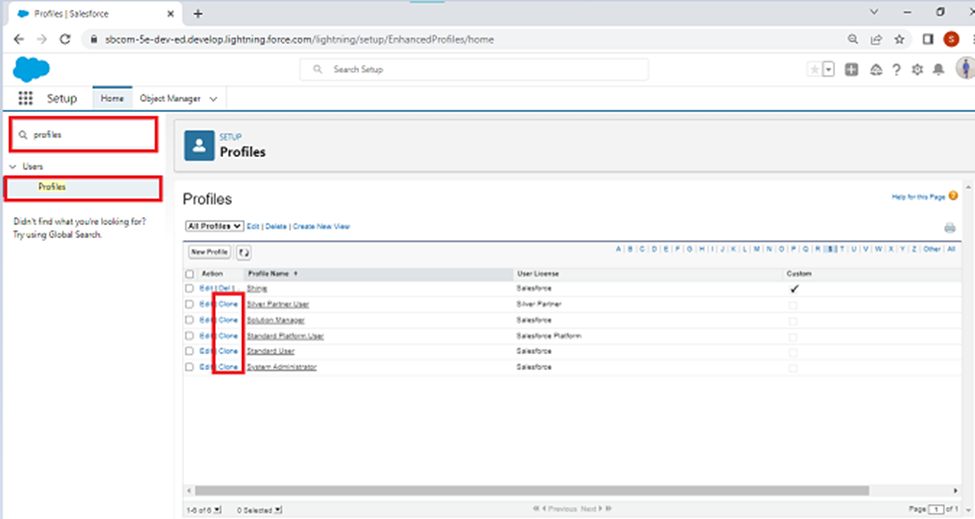 Profiles | Salesforce
sbcom-5e-dev-ed.develop.lightning.force.com/lightning/setup/EnhancedProfiles/home
S
Search Setup
Setup Home Object Manager
profiles
Users
Profiles
Didn't find what you're looking for?
Try using Global Search.
SETUP
Profiles
Profiles
Help for this Page
All Profiles Edit | Delete | Create New View
New Profile A | B | C | D | E | F | G | H | I | J | K | L | M | N | O | P | Q | R | S | T | U | V | W | X | Y | Z | Other | All
Action Profile Name User License Custom
Edit | Del | ... Salesforce
Edit | Clone Silver Partner User Silver Partner
Edit | Clone Solution Manager Salesforce
Edit | Clone Standard Platform User Salesforce Platform
Edit | Clone Standard User Salesforce
Edit | Clone System Administrator Salesforce
1-6 of 6 0 Selected Previous Next Page 1 of 1